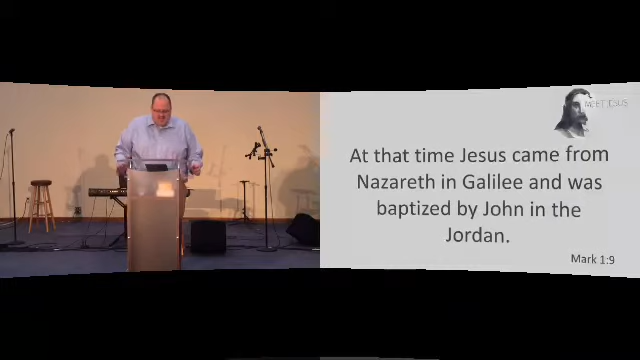 MEET JESUS
At that time Jesus came from
Nazareth in Galilee and was
baptized by John in the
Jordan.
Mark 1:9